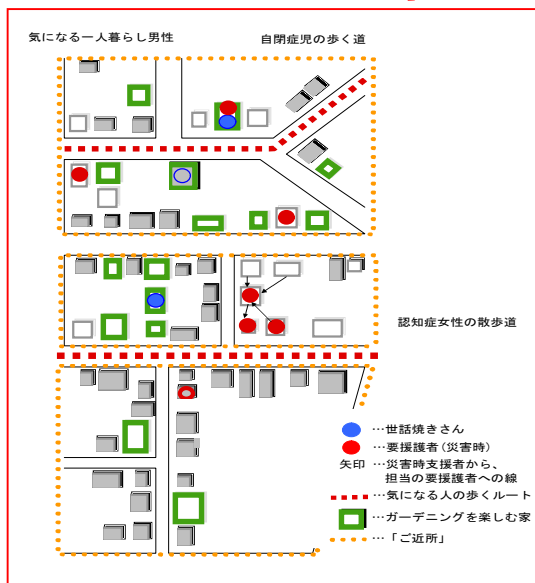 気になる一人暮らし男性
自閉症児の歩く道
認知症女性の散歩道
…世話焼きさん
…要援護者(災害時)
矢印 …災害時支援者から、
担当の要援護者への線
…気になる人の歩くルート
…ガーデニングを楽しむ家
…「ご近所」